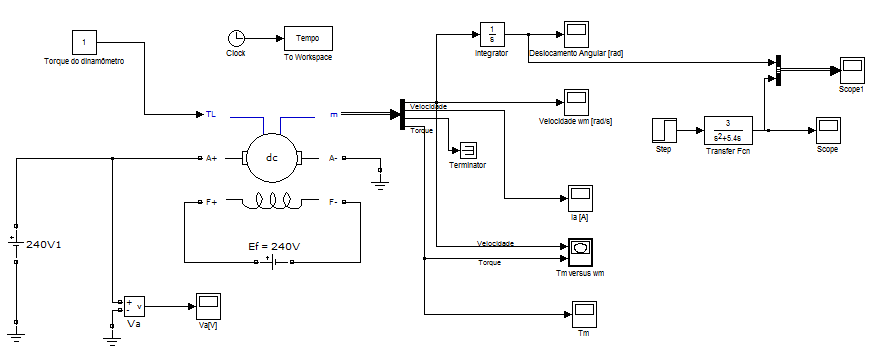 1
Torque do dinamômetro
Clock
Tempo
To Workspace
1
s
Integrator
Deslocamento Angular [rad]
Scope1
TL
m
Velocidade
Torque
Velocidade wm [rad/s]
Step
3
s2+5.4s
Transfer Fcn
Scope
A+
dc
A-
Terminator
F+
F-
Ia [A]
240V1
Ef = 240V
Velocidade
Torque
Tm versus wm
+
-
v
Va
Va[V]
Tm